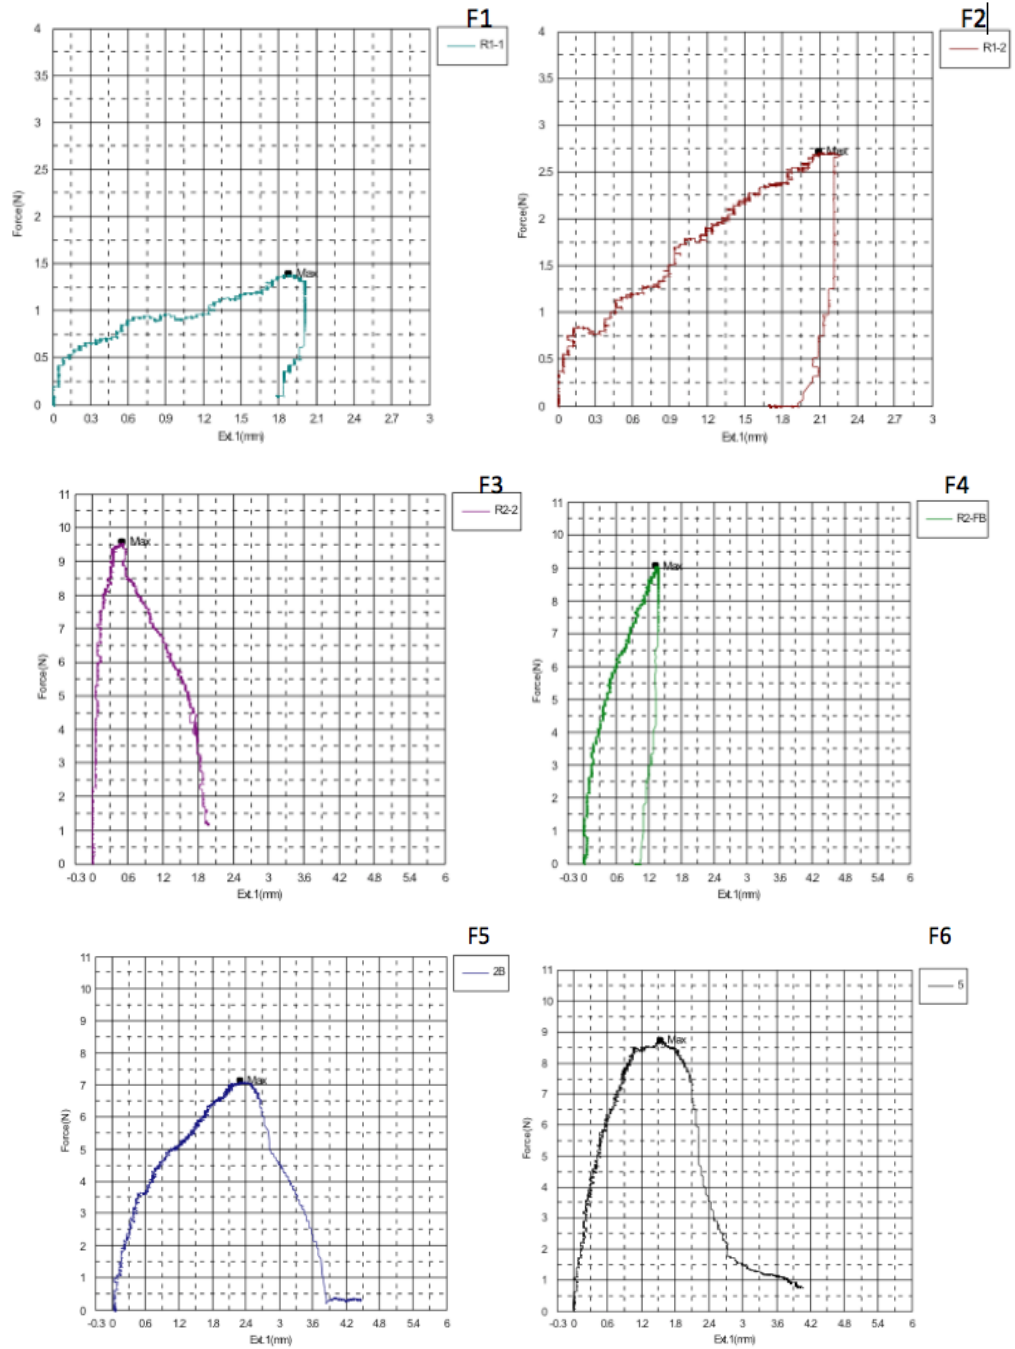 F1
R1-1
4
3.5
3
2.5
2
1.5
1
0.5
0
Force(N)
Max
0 0.3 0.6 0.9 1.2 1.5 1.8 2.1 2.4 2.7 3
Ext.1(mm)
F2
R1-2
4
3.5
3
2.5
2
1.5
1
0.5
0
Force(N)
Max
0 0.3 0.6 0.9 1.2 1.5 1.8 2.1 2.4 2.7 3
Ext.1(mm)
F3
R2-2
11
10
9
8
7
6
5
4
3
2
1
0
Force(N)
Max
-0.3 0 0.6 1.2 1.8 2.4 3 3.6 4.2 4.8 5.4 6
Ext.1(mm)
F4
R2-FB
11
10
9
8
7
6
5
4
3
2
1
0
Force(N)
Max
-0.3 0 0.6 1.2 1.8 2.4 3 3.6 4.2 4.8 5.4 6
Ext.1(mm)
F5
2B
11
10
9
8
7
6
5
4
3
2
1
0
Force(N)
Max
-0.3 0 0.6 1.2 1.8 2.4 3 3.6 4.2 4.8 5.4 6
Ext.1(mm)
F6
5
11
10
9
8
7
6
5
4
3
2
1
0
Force(N)
Max
-0.3 0 0.6 1.2 1.8 2.4 3 3.6 4.2 4.8 5.4 6
Ext.1(mm)